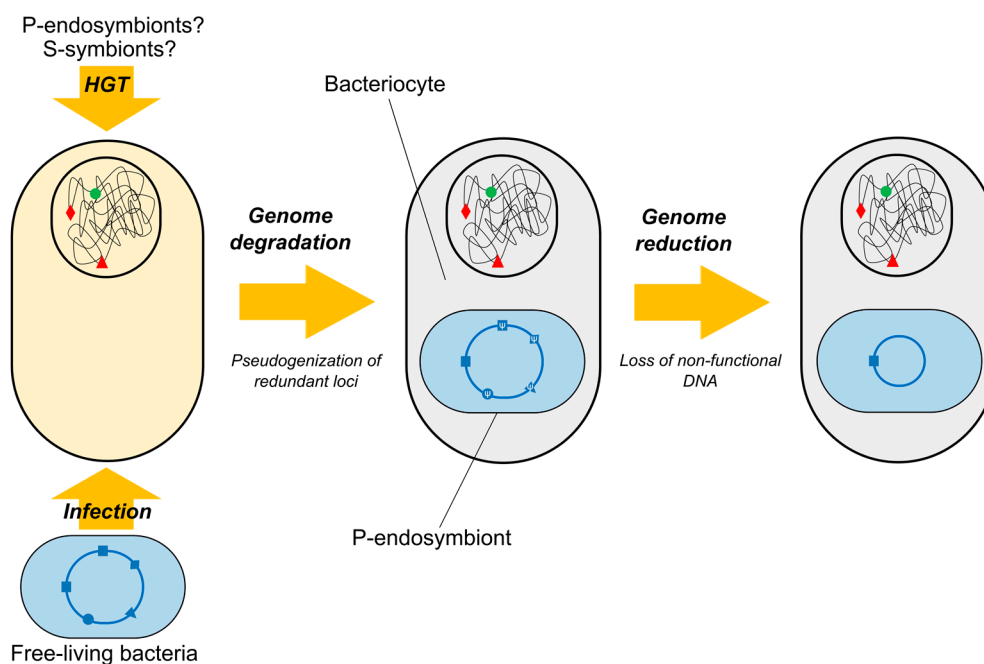 P-endosymbionts?
S-symbionts?
HGT
Bacteriocyte
Genome
degradation
Pseudogenization of
redundant loci
Genome
reduction
Loss of non-functional
DNA
ψ
ψ
ψ
ψ
Infection
P-endosymbiont
Free-living bacteria